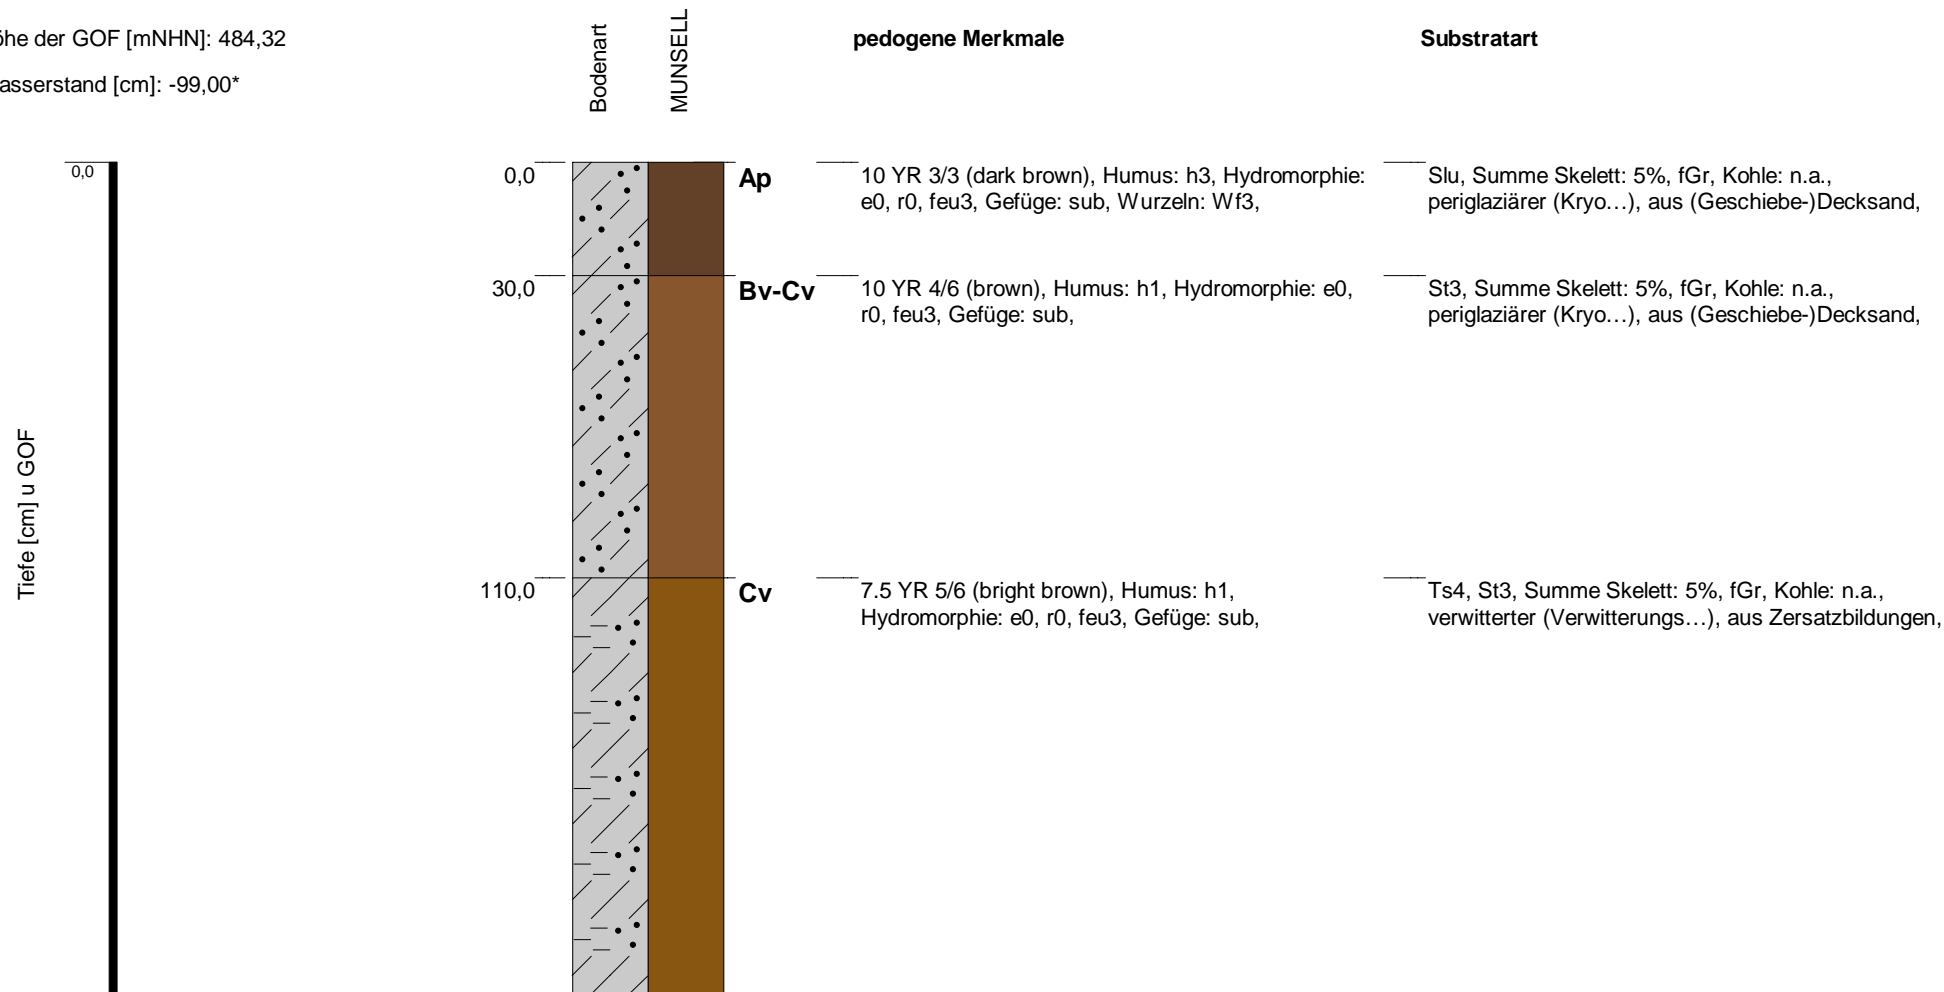 öhe der GOF [mNHN]: 484,32
asserstand [cm]: -99,00*
Bodenart
MUNSELL
pedogene Merkmale
Substratart
Tiefe [cm] u GOF
0,0
0,0
Ap
10 YR 3/3 (dark brown), Humus: h3, Hydromorphie:
e0, r0, feu3, Gefüge: sub, Wurzeln: Wf3,
Slu, Summe Skelett: 5%, fGr, Kohle: n.a.,
periglaziärer (Kryo…), aus (Geschiebe-)Decksand,
30,0
Bv-Cv
10 YR 4/6 (brown), Humus: h1, Hydromorphie: e0,
r0, feu3, Gefüge: sub,
St3, Summe Skelett: 5%, fGr, Kohle: n.a.,
periglaziärer (Kryo…), aus (Geschiebe-)Decksand,
110,0
Cv
7.5 YR 5/6 (bright brown), Humus: h1,
Hydromorphie: e0, r0, feu3, Gefüge: sub,
Ts4, St3, Summe Skelett: 5%, fGr, Kohle: n.a.,
verwitterter (Verwitterungs…), aus Zersatzbildungen,